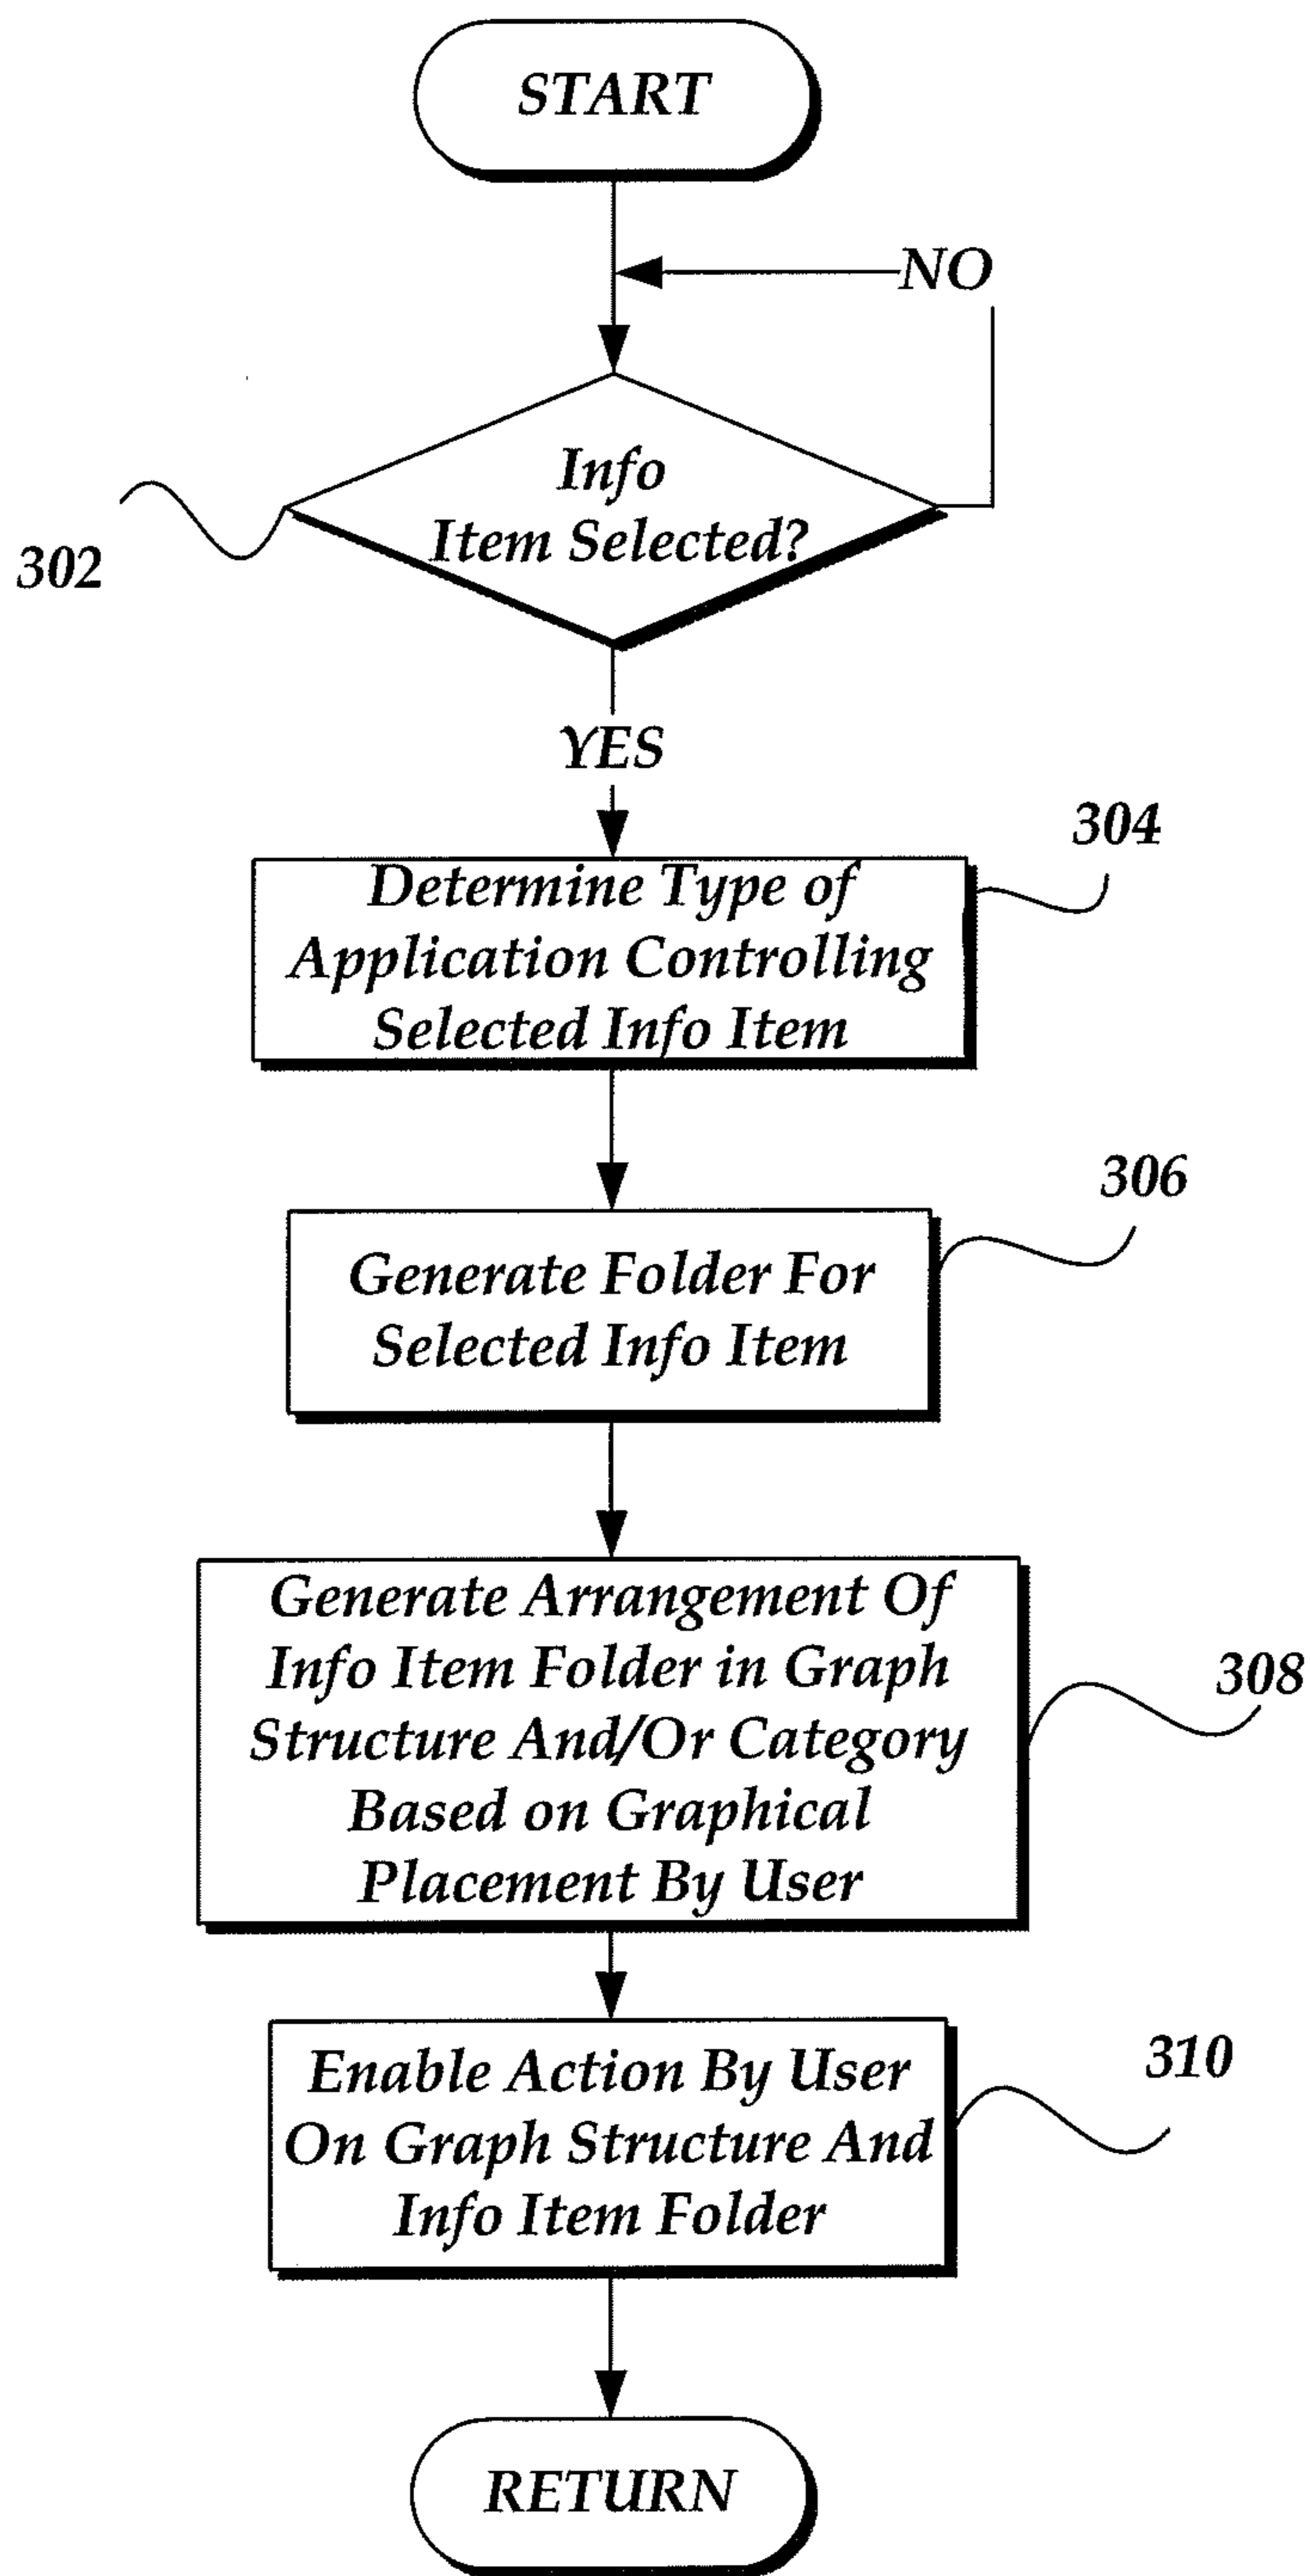 START
NO
Info
Item Selected?
302
YES
304
Determine Type of
Application Controlling
Selected Info Item
306
Generate Folder For
Selected Info Item
Generate Arrangement Of
Info Item Folder in Graph
308
Structure And/Or Category
Based on Graphical
Placement By User
310
Enable Action By User
On Graph Structure And
Info Item Folder
RETURN